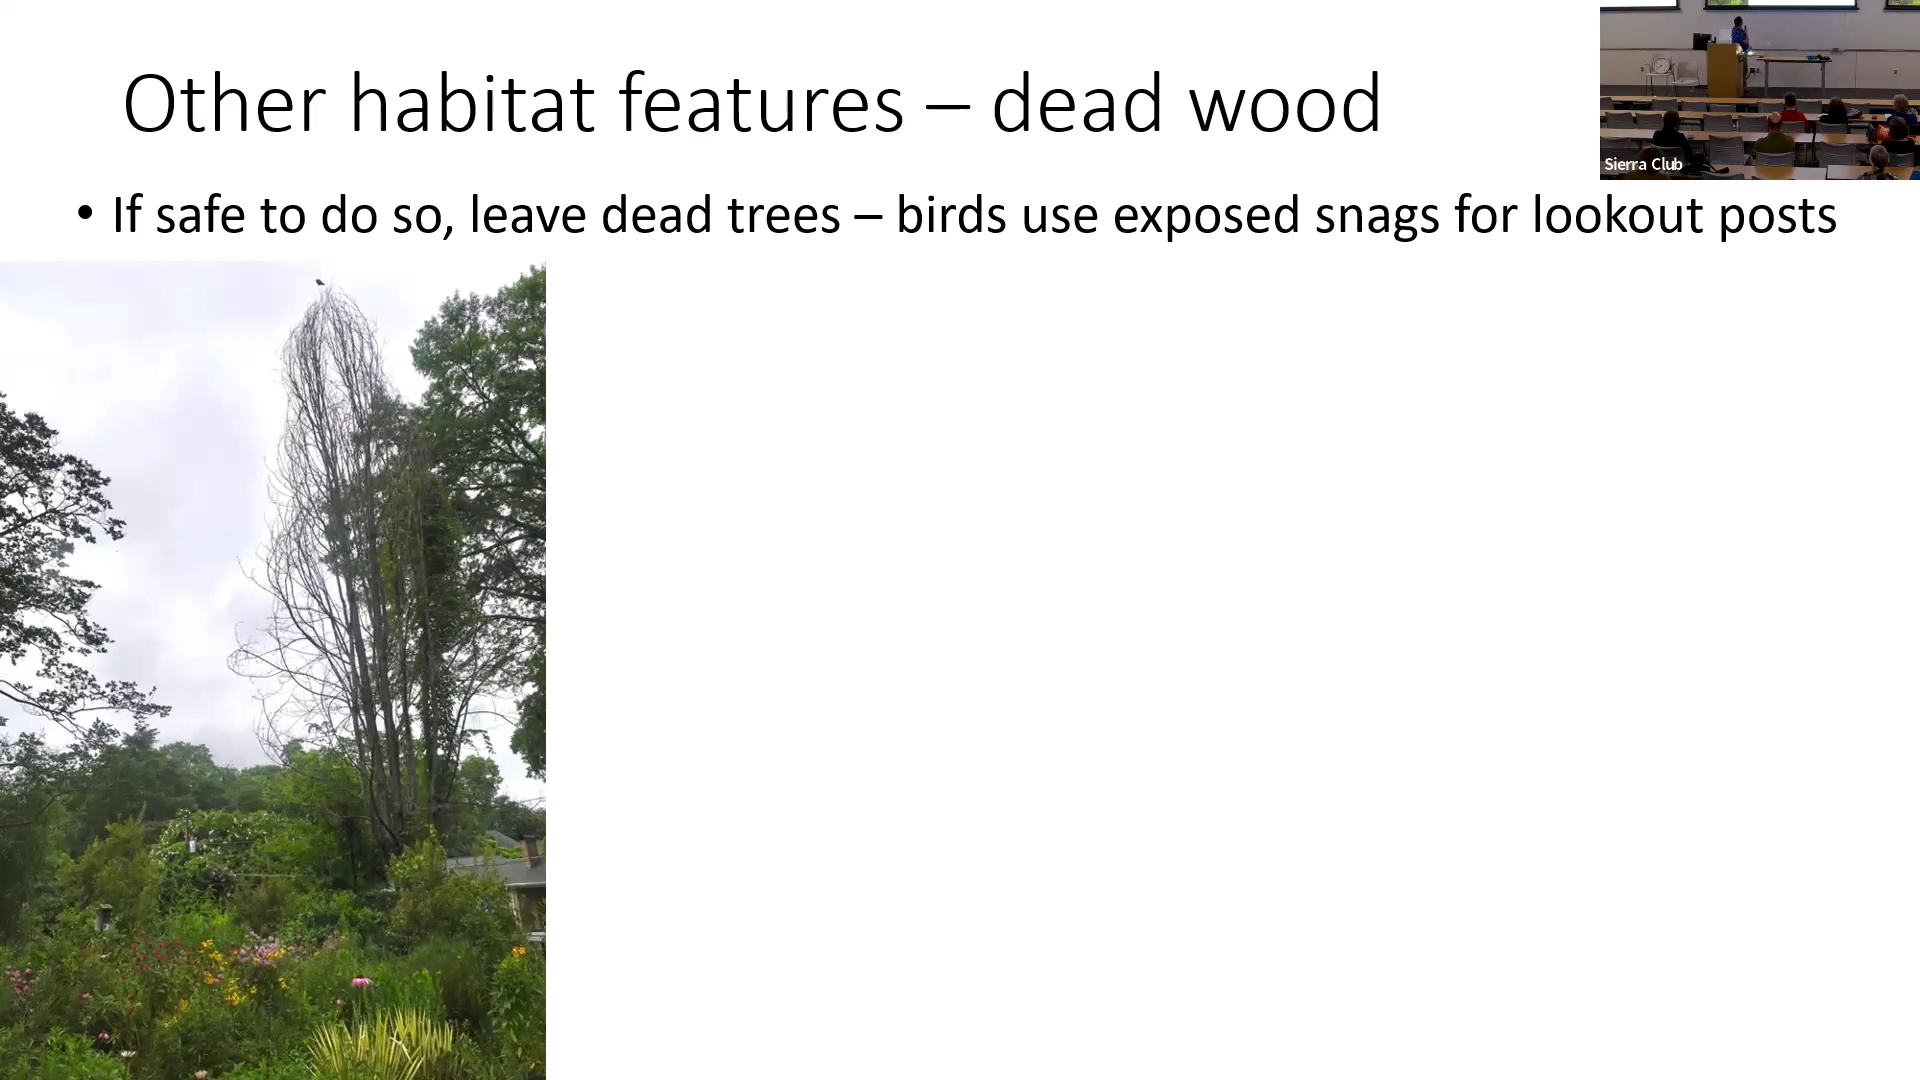 Other habitat features – dead wood
Sierra Club
• If safe to do so, leave dead trees – birds use exposed snags for lookout posts